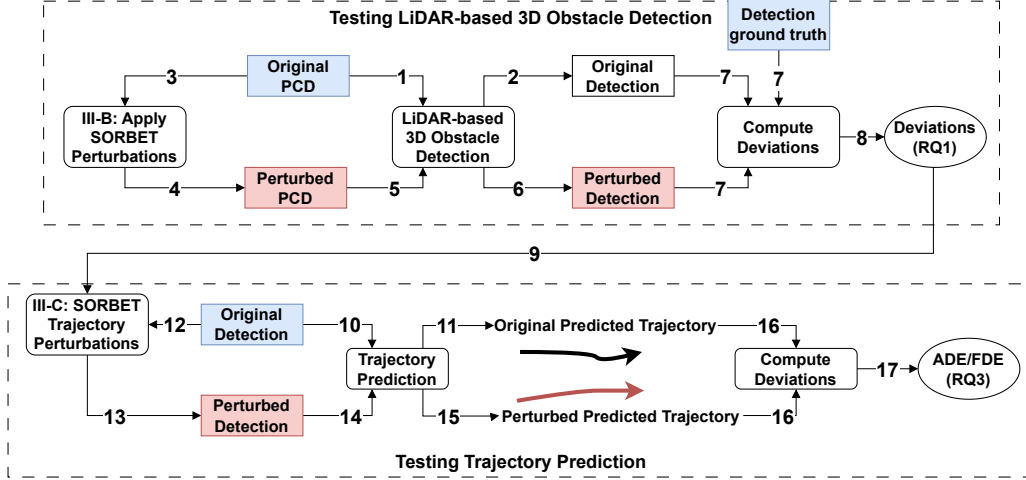 Testing LiDAR-based 3D Obstacle Detection
Detection
ground truth
3
Original
PCD
1
2
Original
Detection
7
7
III-B: Apply
SORBET
Perturbations
LiDAR-based
3D Obstacle
Detection
Compute
Deviations
8
Deviations
(RQ1)
4
Perturbed
PCD
5
6
Perturbed
Detection
7
9
III-C: SORBET
Trajectory
Perturbations
12
Original
Detection
10
11
Original Predicted Trajectory
16
Trajectory
Prediction
Compute
Deviations
17
ADE/FDE
(RQ3)
13
Perturbed
Detection
14
15
Perturbed Predicted Trajectory
16
Testing Trajectory Prediction